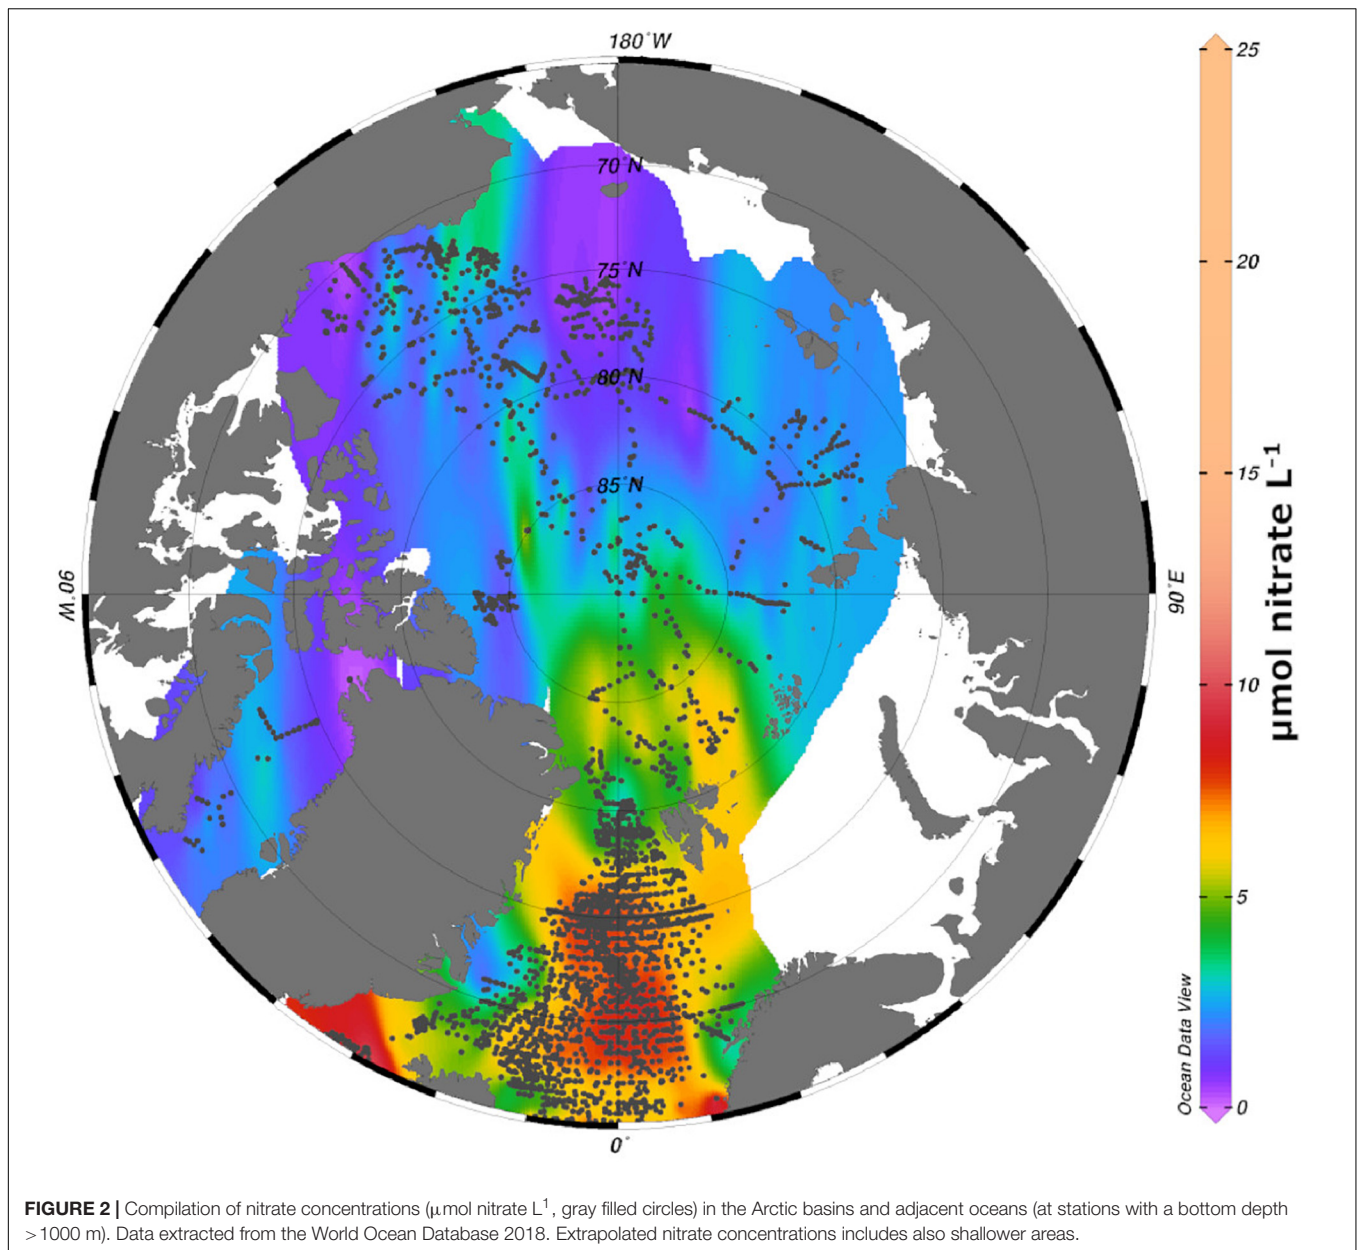 180°W
70°N
75°N
80°N
85°N
90°W
90°E
0°
25
20
15
10
5
0
μmol nitrate L-1
Ocean Data View
FIGURE 2 | Compilation of nitrate concentrations (μmol nitrate L1, gray filled circles) in the Arctic basins and adjacent oceans (at stations with a bottom depth
>1000 m). Data extracted from the World Ocean Database 2018. Extrapolated nitrate concentrations includes also shallower areas.